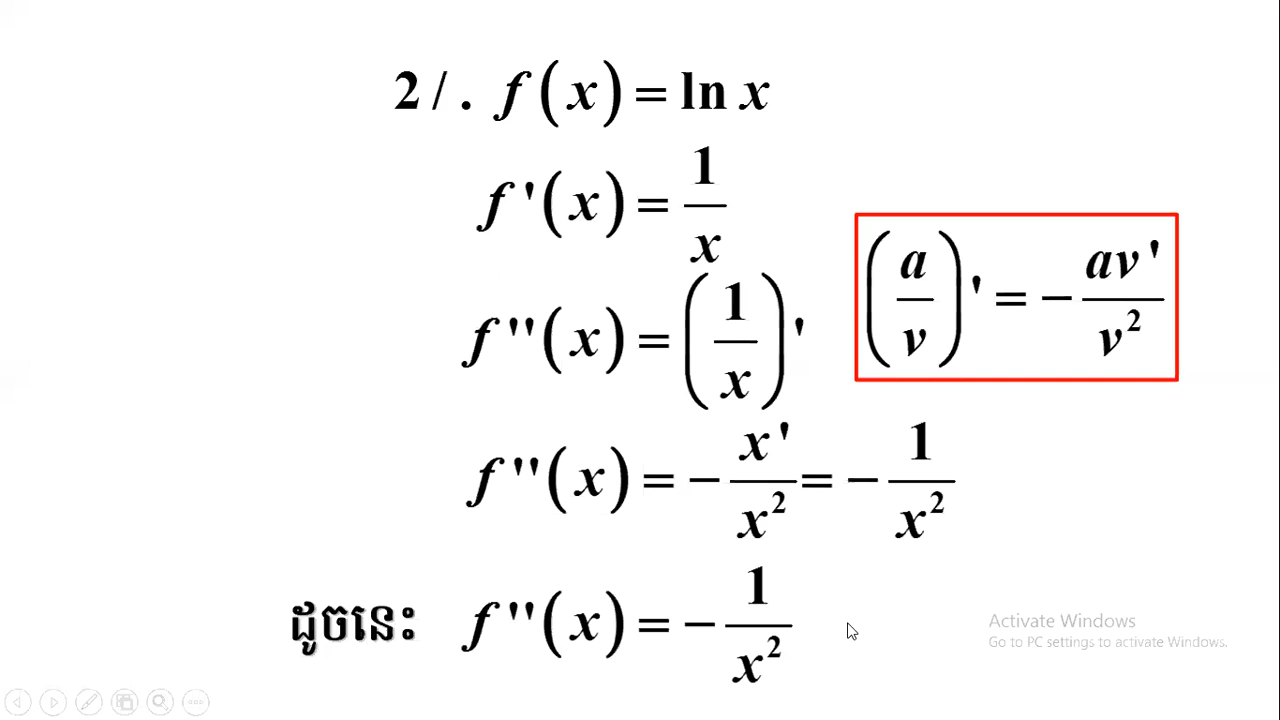 2 / . f(x) = ln x
f'(x) = 1/x
f''(x) = (1/x)'
(a/v)' = - av'/v²
f''(x) = - x'/x² = - 1/x²
ដូចនេះ f''(x) = - 1/x²
Activate Windows
Go to PC settings to activate Windows.